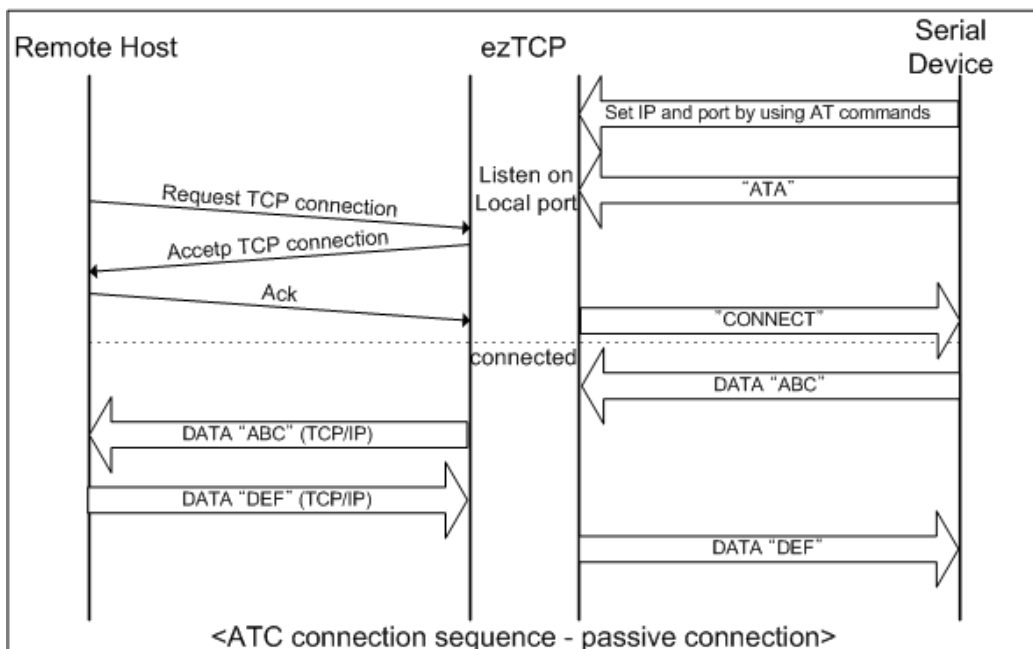 Remote Host
ezTCP
Serial
Device
Set IP and port by using AT commands
Listen on
Local port
"ATA"
Request TCP connection
Accetp TCP connection
Ack
"CONNECT"
connected
DATA "ABC"
DATA "ABC" (TCP/IP)
DATA "DEF" (TCP/IP)
DATA "DEF"
<ATC connection sequence - passive connection>